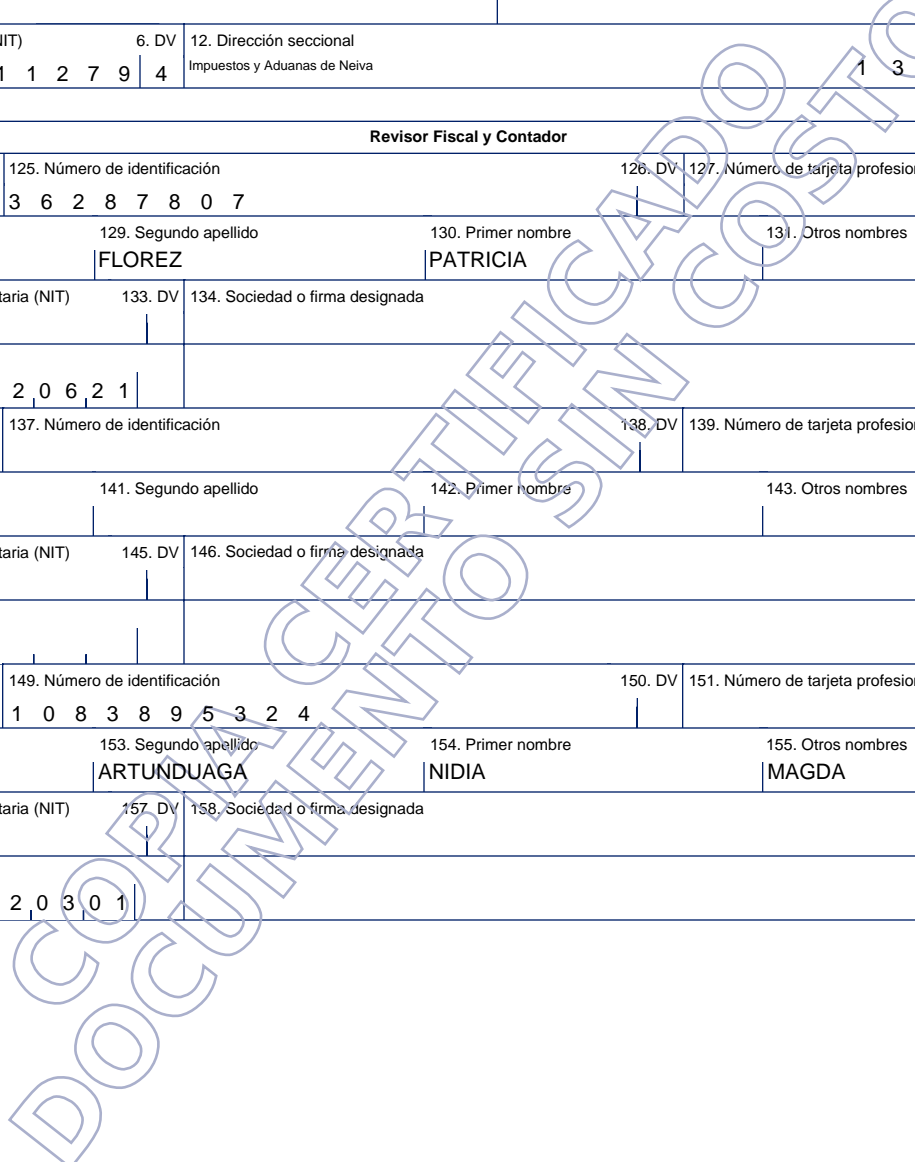 IIT) 6. DV 12. Dirección seccional
1 1 2 7 9 4 Impuestos y Aduanas de Neiva 1 3
Revisor Fiscal y Contador
125. Número de identificación 126. DV 127. Número de tarjeta profesion
3 6 2 8 7 8 0 7
129. Segundo apellido 130. Primer nombre 131. Otros nombres
FLOREZ PATRICIA
taria (NIT) 133. DV 134. Sociedad o firma designada
2 0 6 2 1
137. Número de identificación 138. DV 139. Número de tarjeta profesion
141. Segundo apellido 142. Primer nombre 143. Otros nombres
taria (NIT) 145. DV 146. Sociedad o firma designada
149. Número de identificación 150. DV 151. Número de tarjeta profesion
1 0 8 3 8 9 5 3 2 4
153. Segundo apellido 154. Primer nombre 155. Otros nombres
ARTUNDUAGA NIDIA MAGDA
taria (NIT) 157. DV 158. Sociedad o firma designada
2 0 3 0 1
COPIA CERTIFICADO
DOCUMENTO SIN COSTO